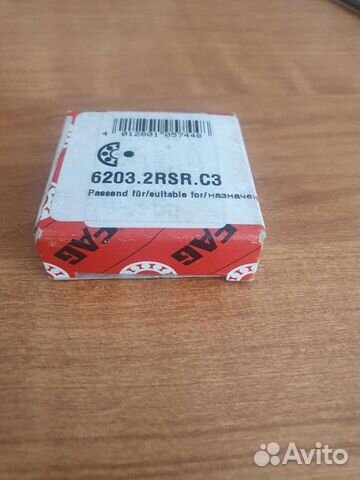 4 012801 057448
6203.2RSR.C3
Passend für/suitable for/назначен
FAG
FAG
Avito